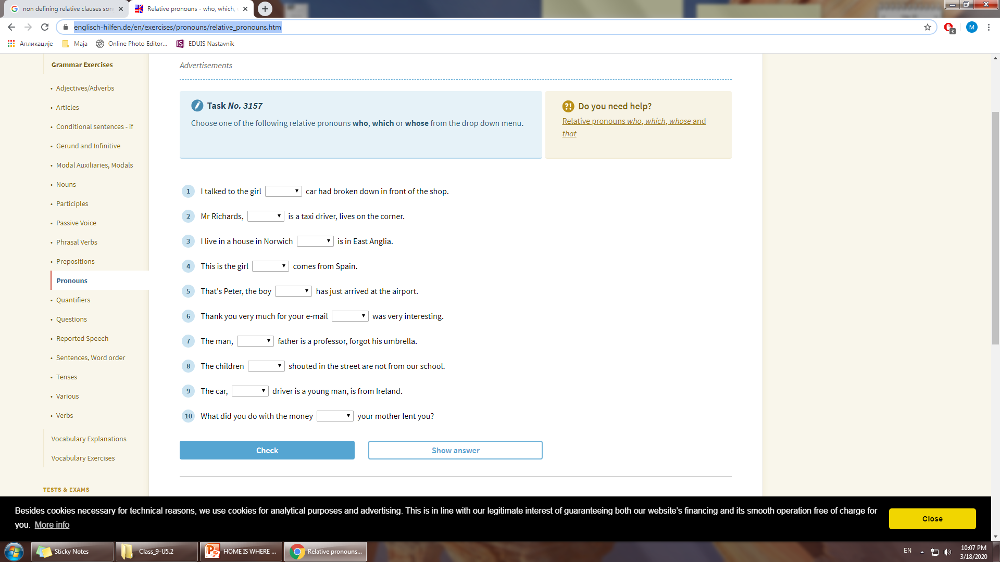 non defining relative clauses son
Relative pronouns - who, which,
englisch-hilfen.de/en/exercises/pronouns/relative_pronouns.htm
3
M
Апликације
Maja
Online Photo Editor...
EDUIS Nastavnik
Grammar Exercises
• Adjectives/Adverbs
• Articles
• Conditional sentences - if
• Gerund and Infinitive
• Modal Auxiliaries, Modals
• Nouns
• Participles
• Passive Voice
• Phrasal Verbs
• Prepositions
Pronouns
• Quantifiers
• Questions
• Reported Speech
• Sentences, Word order
• Tenses
• Various
• Verbs
Vocabulary Explanations
Vocabulary Exercises
TESTS & EXAMS
Advertisements
Task No. 3157
Choose one of the following relative pronouns who, which or whose from the drop down menu.
?! Do you need help?
Relative pronouns who, which, whose and
that
1 I talked to the girl car had broken down in front of the shop.
2 Mr Richards, is a taxi driver, lives on the corner.
3 I live in a house in Norwich is in East Anglia.
4 This is the girl comes from Spain.
5 That's Peter, the boy has just arrived at the airport.
6 Thank you very much for your e-mail was very interesting.
7 The man, father is a professor, forgot his umbrella.
8 The children shouted in the street are not from our school.
9 The car, driver is a young man, is from Ireland.
10 What did you do with the money your mother lent you?
Check
Show answer
Besides cookies necessary for technical reasons, we use cookies for analytical purposes and advertising. This is in line with our legitimate interest of guaranteeing both our website's financing and its smooth operation free of charge for
you. More info
Close
Sticky Notes
Class_9-U5.2
HOME IS WHERE ...
Relative pronouns...
EN
10:07 PM
3/18/2020